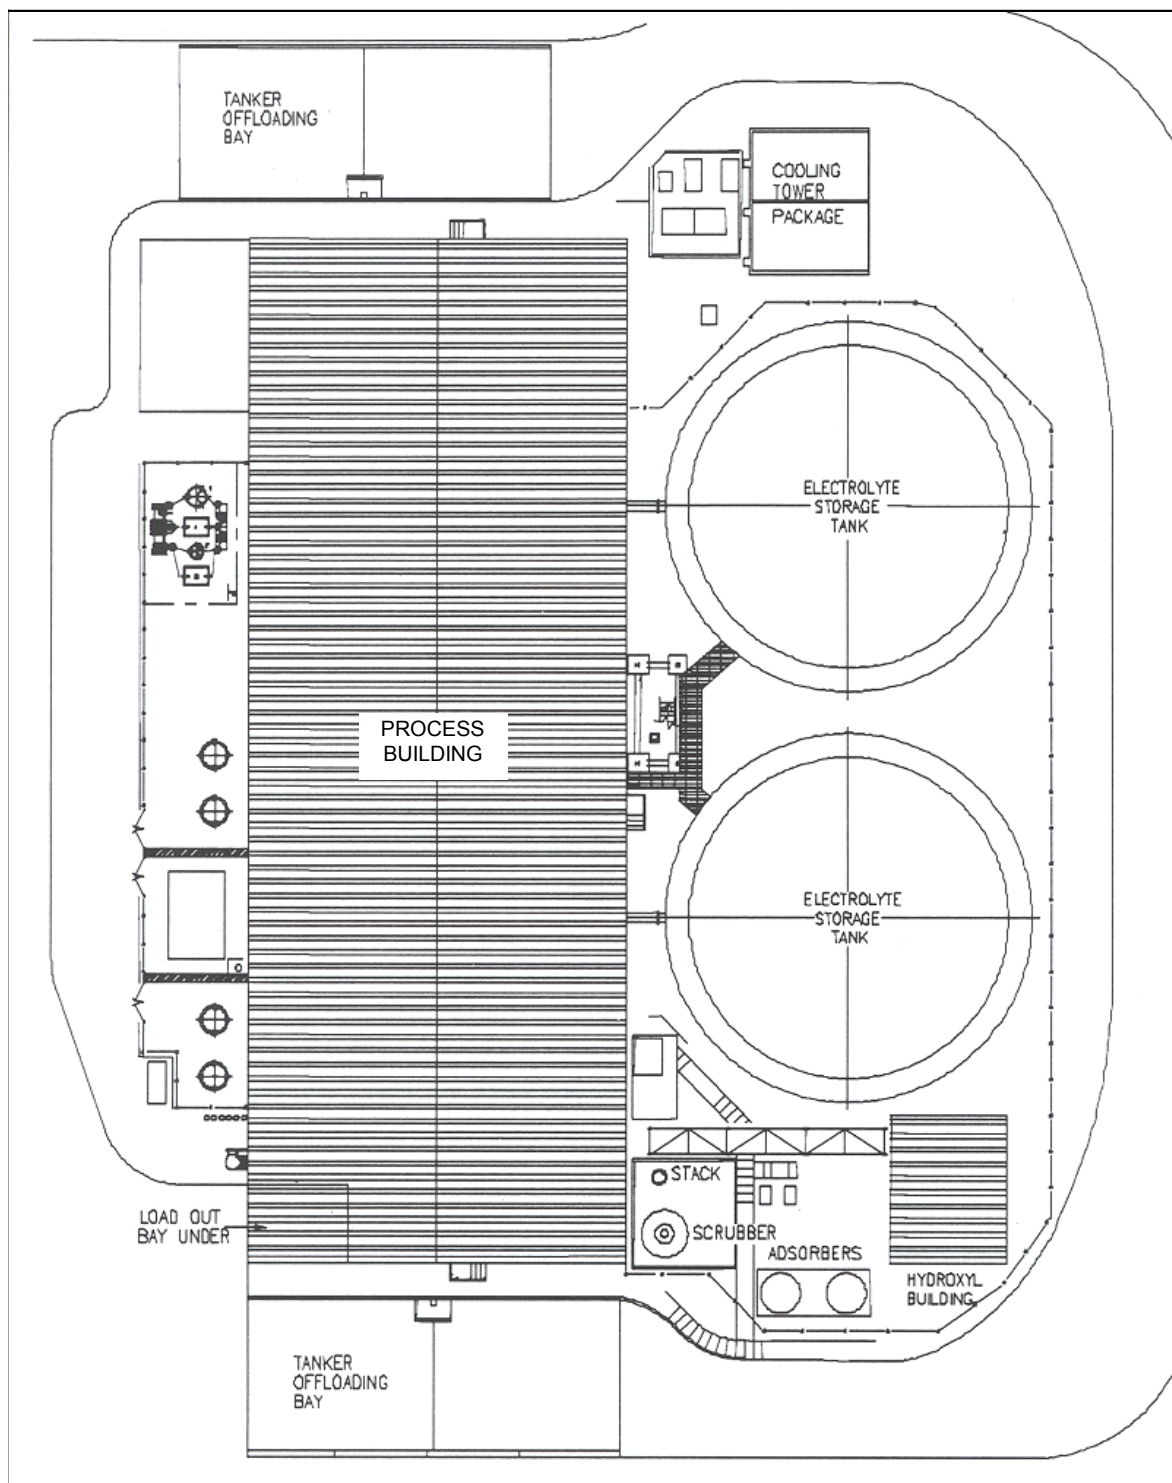 TANKER
OFFLOADING
BAY
COOLING
TOWER
PACKAGE
ELECTROLYTE
STORAGE
TANK
PROCESS
BUILDING
ELECTROLYTE
STORAGE
TANK
STACK
SCRUBBER
LOAD OUT
BAY UNDER
ADSORBERS
HYDROXYL
BUILDING
TANKER
OFFLOADING
BAY